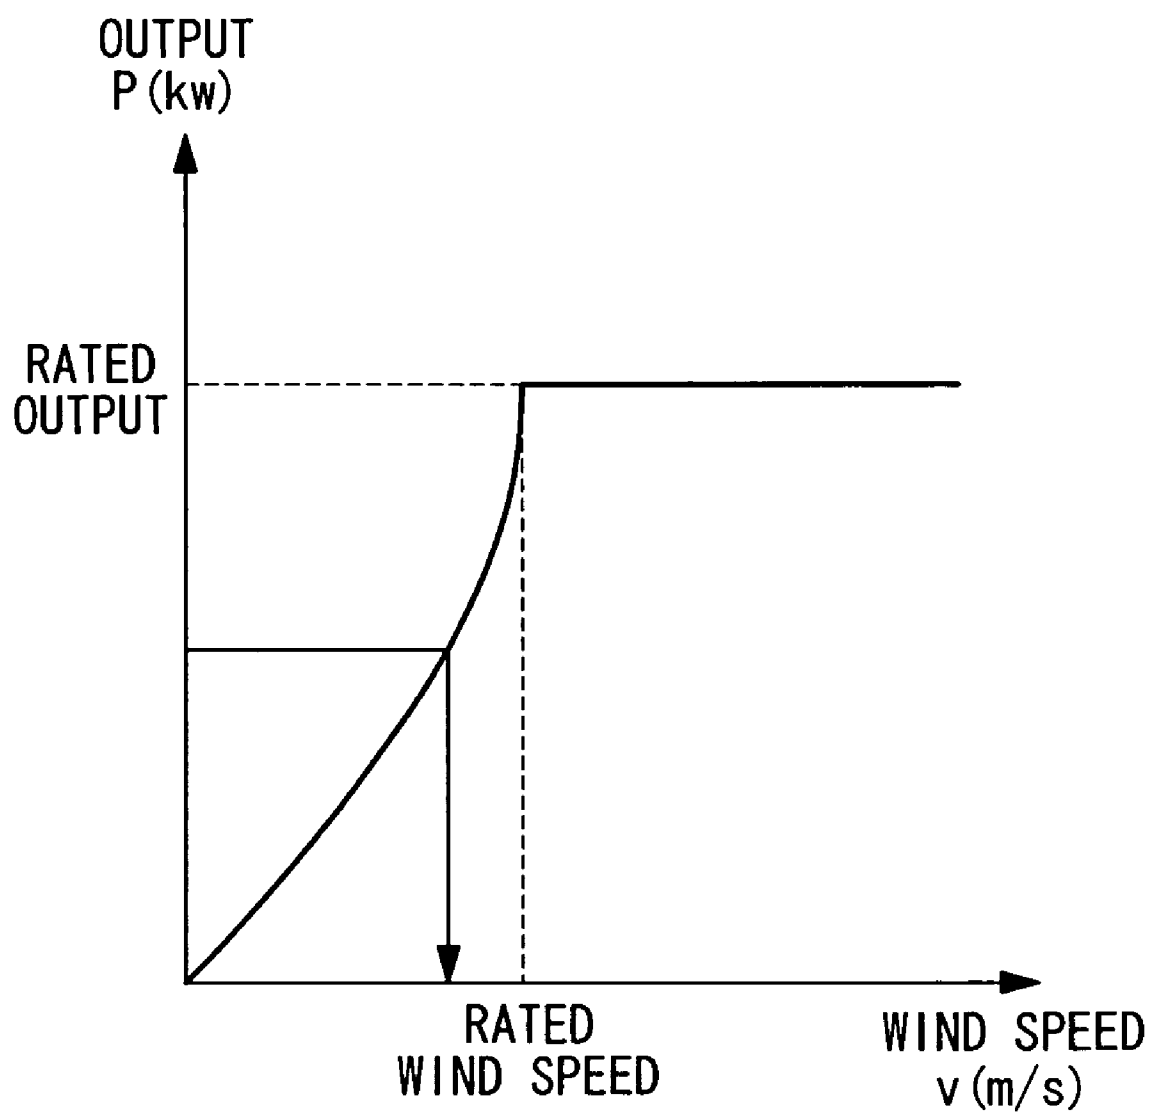 OUTPUT
P(kw)
RATED
OUTPUT
RATED
WIND SPEED
WIND SPEED
v(m/s)